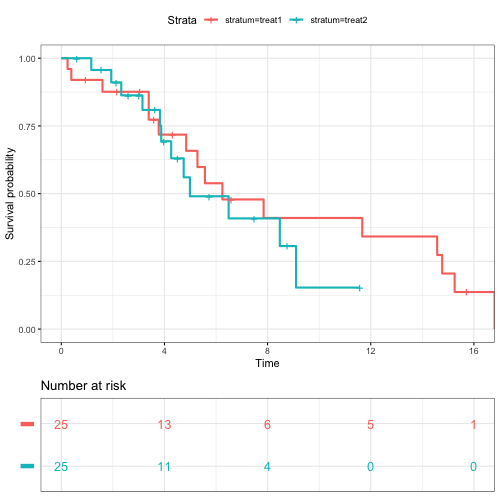 Strata stratum=treat1 stratum=treat2
Survival probability
1.00
0.75
0.50
0.25
0.00
0 4 8 12 16
Time
Number at risk
25 13 6 5 1
25 11 4 0 0